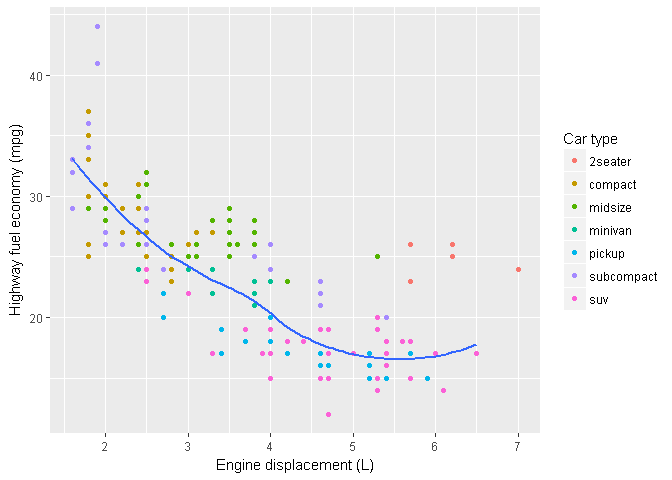 40
30
20
Highway fuel economy (mpg)
2 3 4 5 6 7
Engine displacement (L)
Car type
2seater
compact
midsize
minivan
pickup
subcompact
suv